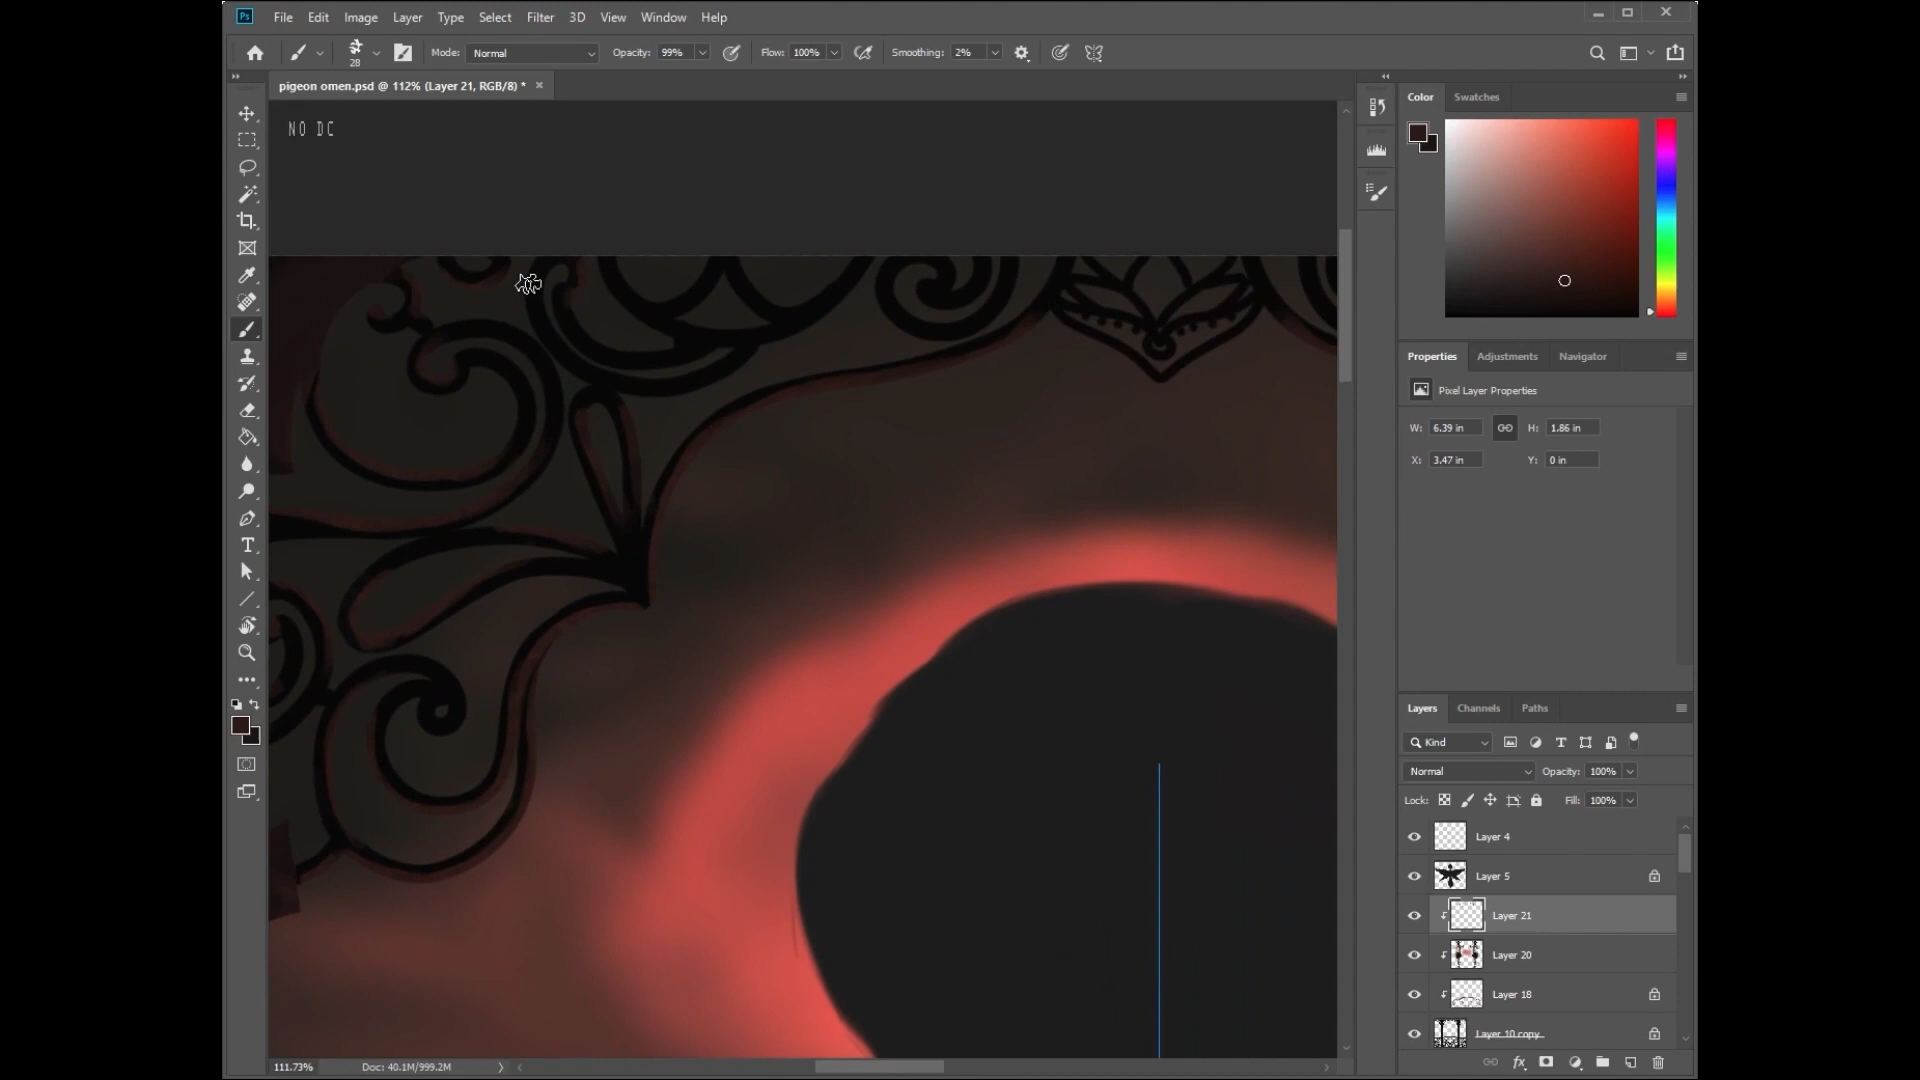 Ps File Edit Image Layer Type Select Filter 3D View Window Help
28 Mode: Normal Opacity: 99% Flow: 100% Smoothing: 2%
pigeon omen.psd @ 112% (Layer 21, RGB/8) *
NO DC
Color Swatches
Properties Adjustments Navigator
Pixel Layer Properties
W: 6.39 in H: 1.86 in
X: 3.47 in Y: 0 in
Layers Channels Paths
Kind
Normal Opacity: 100%
Lock: Fill: 100%
Layer 4
Layer 5
Layer 21
Layer 20
Layer 18
Layer 10 copy
111.73% Doc: 40.1M/999.2M